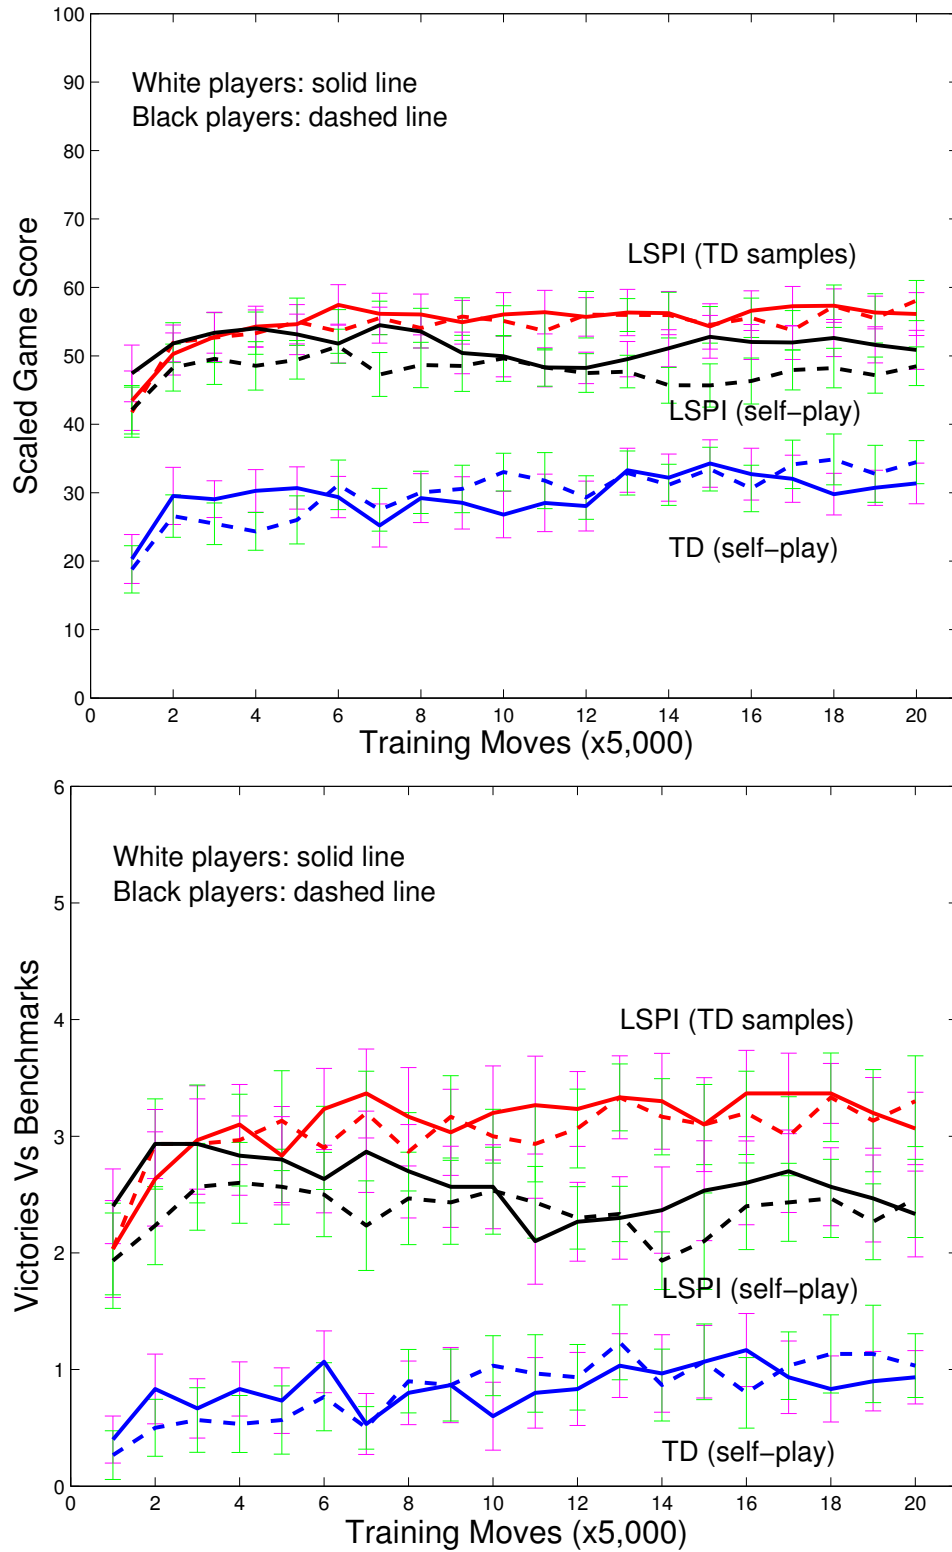 100
90
80
70
60
50
40
30
20
10
0
Scaled Game Score
White players: solid line
Black players: dashed line
LSPI (TD samples)
LSPI (self−play)
TD (self−play)
0 2 4 6 8 10 12 14 16 18 20
Training Moves (x5,000)
6
5
4
3
2
1
0
Victories Vs Benchmarks
White players: solid line
Black players: dashed line
LSPI (TD samples)
LSPI (self−play)
TD (self−play)
0 2 4 6 8 10 12 14 16 18 20
Training Moves (x5,000)